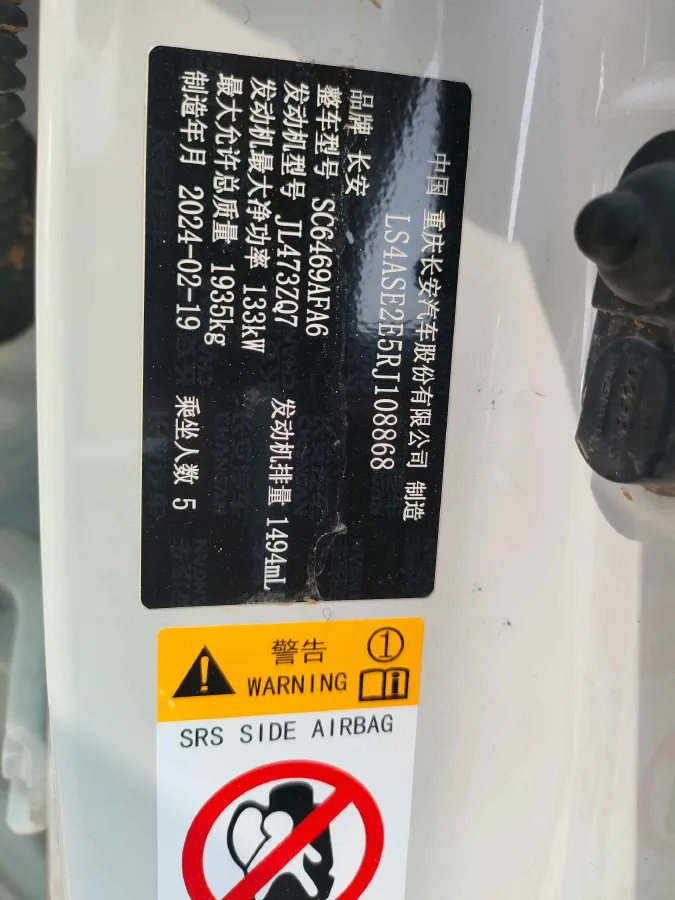 中国 重庆长安汽车股份有限公司 制造
LS4ASE2E5RJ108868
品牌 长安
整车型号 SC6469AFA6
发动机型号 JL473ZQ7 发动机排量 1494mL
发动机最大净功率 133kW
最大允许总质量 1935kg
制造年月 2024-02-19 乘坐人数 5
警告 ①
WARNING
SRS SIDE AIRBAG